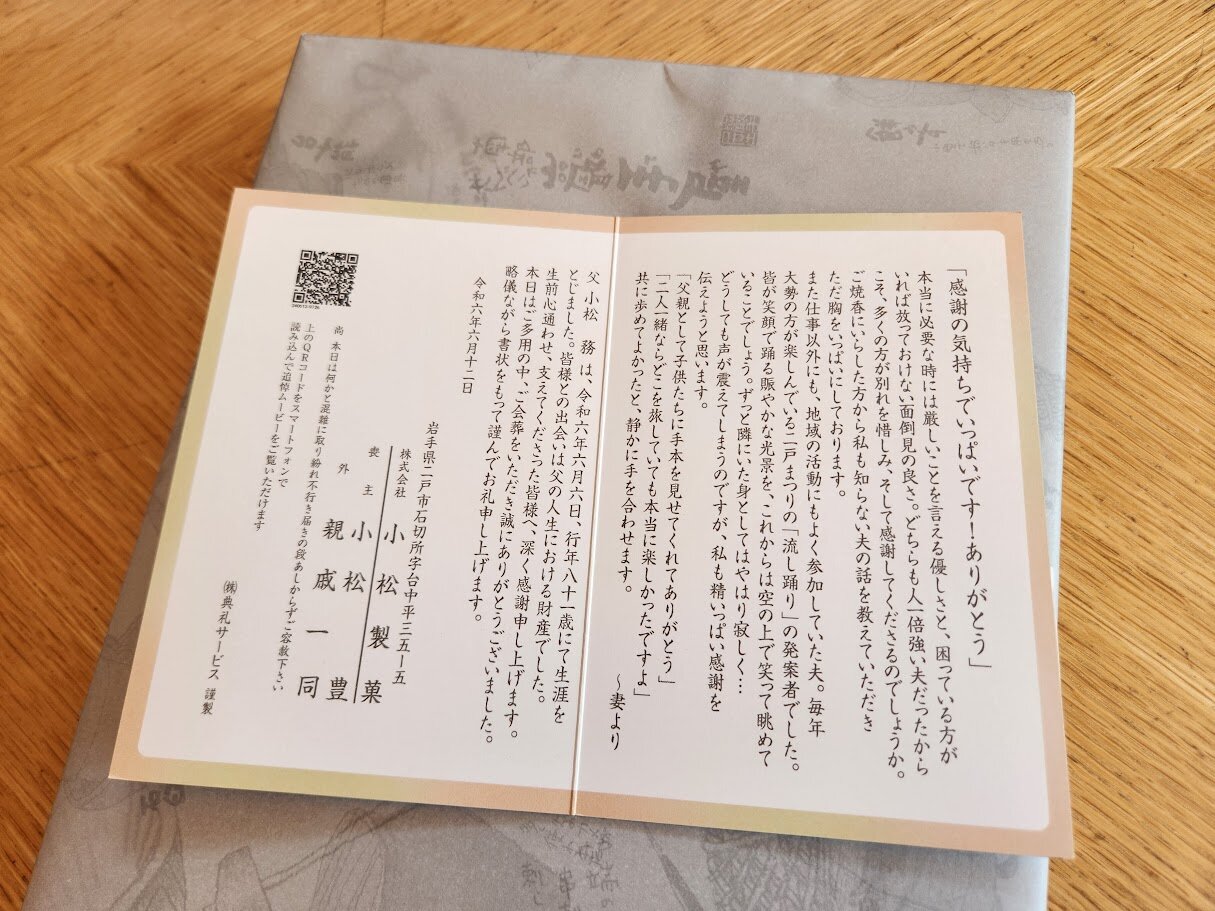 「感謝の気持ちでいっぱいです！ありがとう」
本当に必要な時には厳しいことを言える優しさと、困っている方が
いれば放っておけない面倒見の良さ。どちらも人一倍強い夫だったから
こそ、多くの方が別れを惜しみ、そして感謝してくださるのでしょうか。
ご焼香にいらした方から私も知らない夫の話を教えていただき
ただ胸をいっぱいにしております。
また仕事以外にも、地域の活動にもよく参加していた夫。毎年
大勢の方が楽しんでいる二戸まつりの「流し踊り」の発案者でした。
皆が笑顔で踊る賑やかな光景を、これからは空の上で笑って眺めて
いることでしょう。ずっと隣にいた身としてはやはり寂しく…
どうしても声が震えてしまうのですが、私も精いっぱい感謝を
伝えようと思います。
「父親として子供たちに手本を見せてくれてありがとう」
「二人一緒ならどこを旅していても本当に楽しかったですよ」
共に歩めてよかったと、静かに手を合わせます。
～妻より
父 小松 務 は、令和六年六月六日、行年八十一歳にて生涯を
とじました。皆様との出会いは父の人生における財産でした。
生前心通わせ、支えてくださった皆様へ、深く感謝申し上げます。
本日はご多用の中、ご会葬をいただき誠にありがとうございました。
略儀ながら書状をもって謹んでお礼申し上げます。
令和六年六月十二日
岩手県二戸市石切所字台中平三五ー五
株式会社 小松製菓
喪主 小松 豊
外 親戚一同
尚 本日は何かと混雑に取り紛れ不行き届きの段あしからずご容赦下さい
上のQRコードをスマートフォンで
読み込んで追悼ムービーをご覧いただけます
㈱典礼サービス 謹製